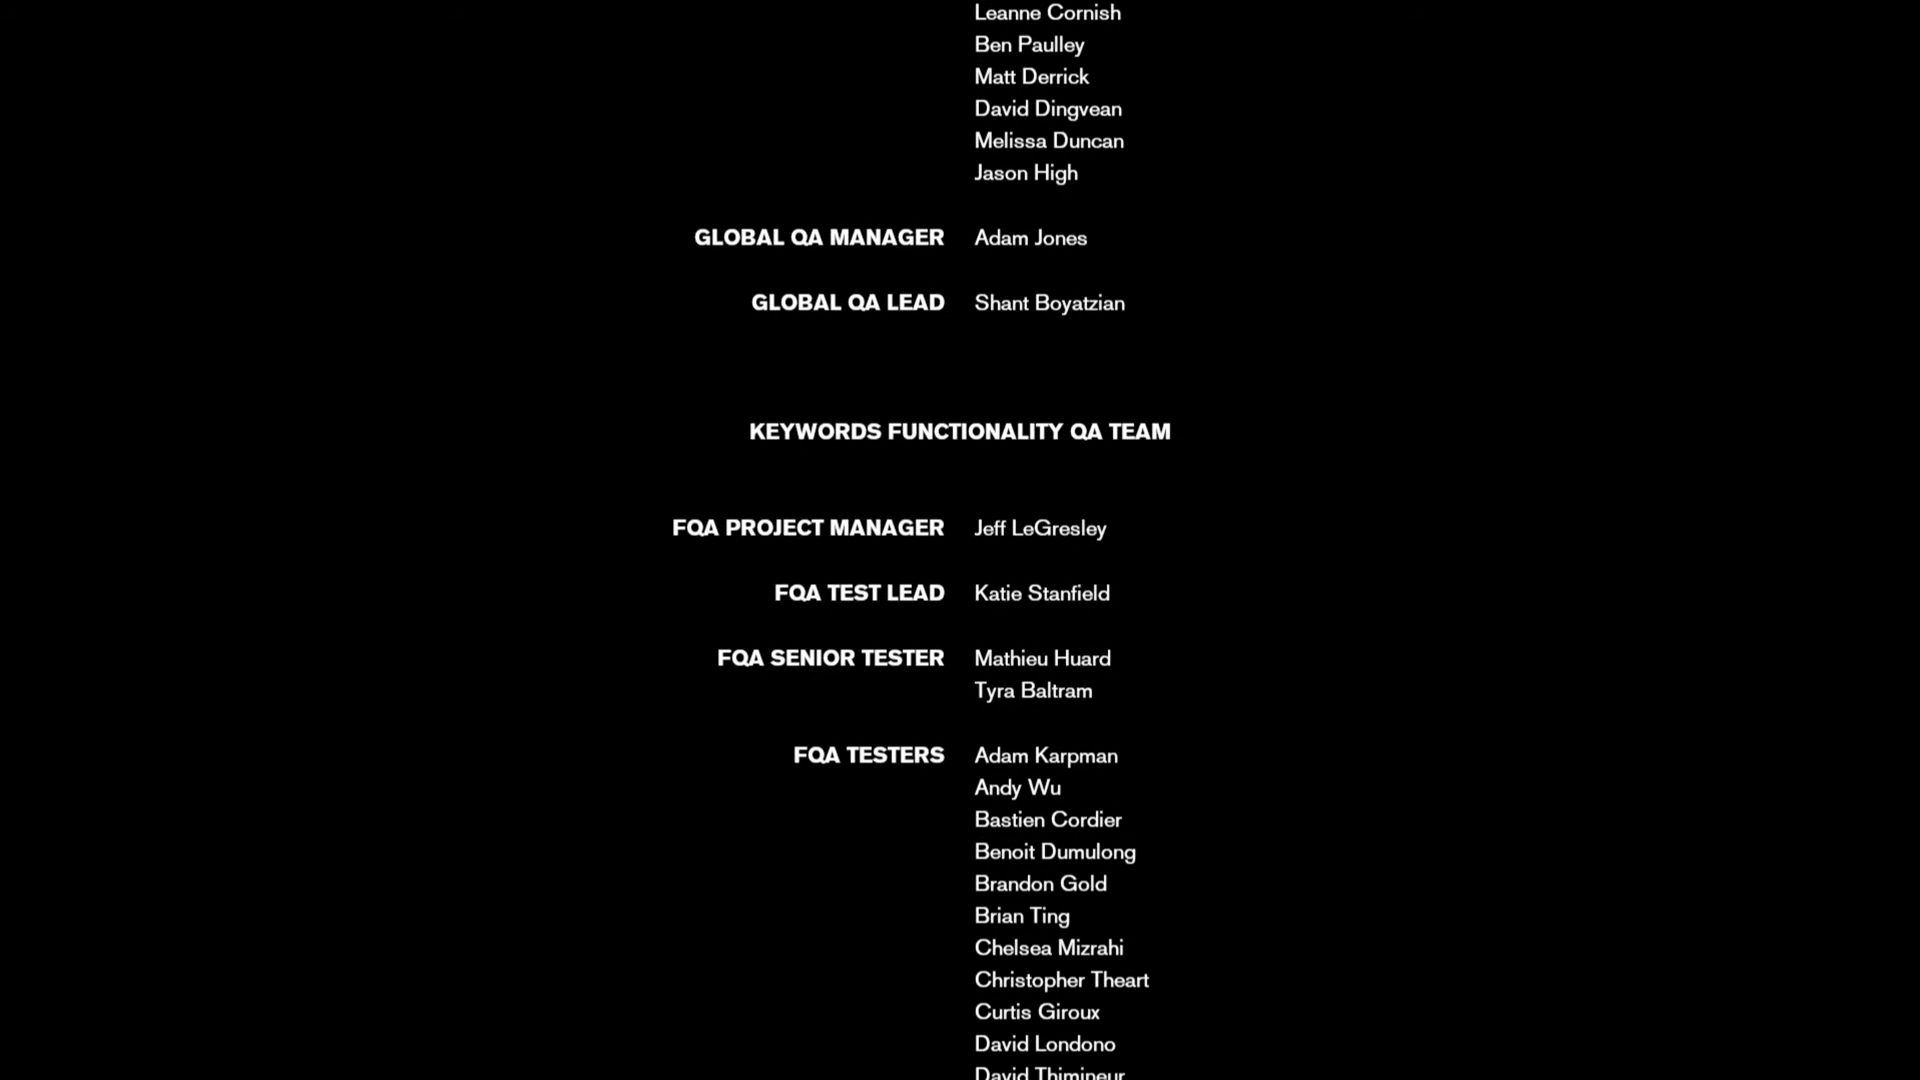 Leanne Cornish
Ben Paulley
Matt Derrick
David Dingvean
Melissa Duncan
Jason High
GLOBAL QA MANAGER Adam Jones
GLOBAL QA LEAD Shant Boyatzian
KEYWORDS FUNCTIONALITY QA TEAM
FQA PROJECT MANAGER Jeff LeGresley
FQA TEST LEAD Katie Stanfield
FQA SENIOR TESTER Mathieu Huard
Tyra Baltram
FQA TESTERS Adam Karpman
Andy Wu
Bastien Cordier
Benoit Dumulong
Brandon Gold
Brian Ting
Chelsea Mizrahi
Christopher Theart
Curtis Giroux
David Londono
David Thimineur